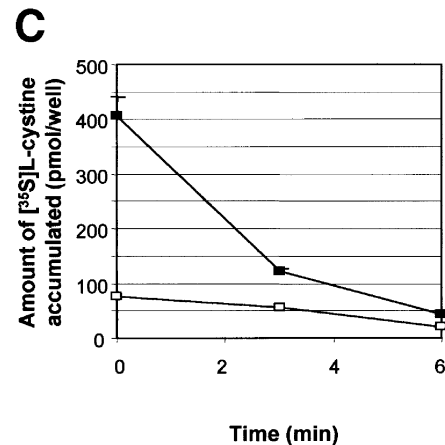 C
Amount of [³⁵S]L-cystine
accumulated (pmol/well)
500
400
300
200
100
0
0 2 4 6
Time (min)